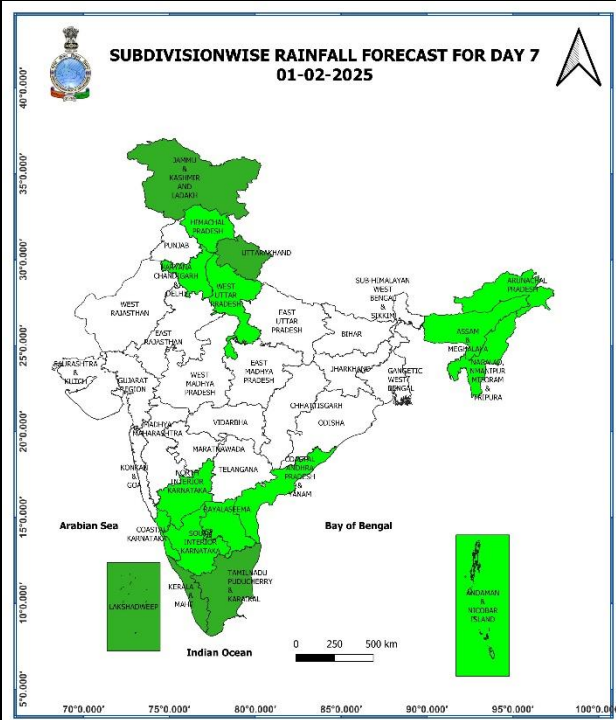 SUBDIVISIONWISE RAINFALL FORECAST FOR DAY 7
01-02-2025
40°0.000'
35°0.000'
30°0.000'
25°0.000'
20°0.000'
15°0.000'
10°0.000'
5°0.000'
JAMMU
&
KASHMIR
AND
LADAKH
HIMACHAL
PRADESH
PUNJAB
UTTARAKHAND
HARYANA
CHANDIGARH
&
DELHI
WEST
UTTAR
PRADESH
SUB-HIMALAYAN
WEST
BENGAL
&
SIKKIM
ARUNACHAL
PRADESH
WEST
RAJASTHAN
EAST
RAJASTHAN
EAST
UTTAR
PRADESH
BIHAR
ASSAM
&
MEGHALAYA
SAURASHTRA
&
KUTCH
GUJARAT
REGION
WEST
MADHYA
PRADESH
EAST
MADHYA
PRADESH
JHARKHAND
GANGETIC
WEST
BENGAL
MIZORAM
&
TRIPURA
CHHATTISGARH
ODISHA
MADHYA
MAHARASHTRA
VIDARBHA
MARATHAWADA
TELANGANA
KONKAN
&
GOA
NORTH
INTERIOR
KARNATAKA
COASTAL
ANDHRA
PRADESH
&
YANAM
RAYALASEEMA
Arabian Sea
Bay of Bengal
COASTAL
KARNATAKA
SOUTH
INTERIOR
KARNATAKA
TAMILNADU
PUDUCHERRY
&
KARAIKAL
KERALA
&
MAHE
LAKSHADWEEP
ANDAMAN
&
NICOBAR
ISLAND
Indian Ocean
0 250 500 km
70°0.000' 75°0.000' 80°0.000' 85°0.000' 90°0.000' 95°0.000' 100°0.000'